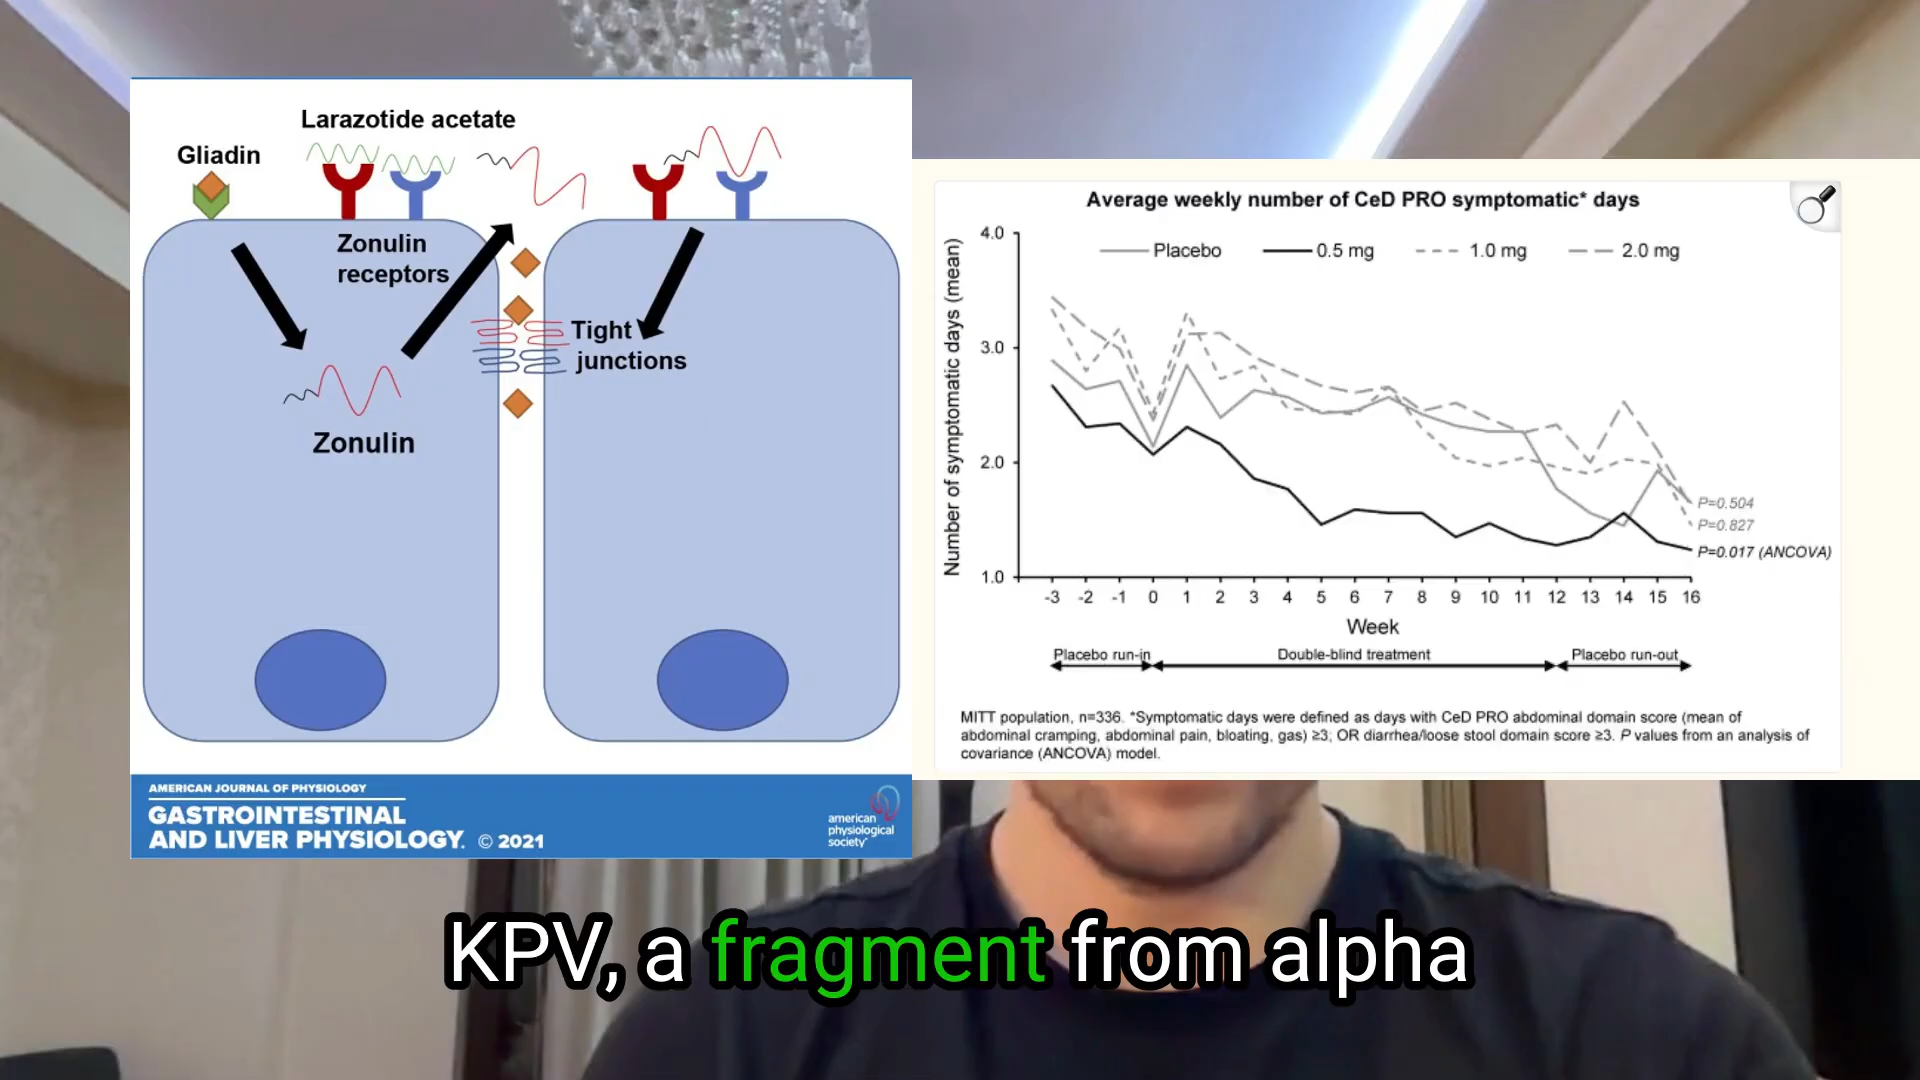 Larazotide acetate
Gliadin
Zonulin
receptors
Tight
junctions
Zonulin
AMERICAN JOURNAL OF PHYSIOLOGY
GASTROINTESTINAL
AND LIVER PHYSIOLOGY. © 2021
american
physiological
society
Average weekly number of CeD PRO symptomatic* days
Placebo 0.5 mg 1.0 mg 2.0 mg
Number of symptomatic days (mean)
4.0
3.0
2.0
1.0
P=0.504
P=0.827
P=0.017 (ANCOVA)
-3 -2 -1 0 1 2 3 4 5 6 7 8 9 10 11 12 13 14 15 16
Week
Placebo run-in Double-blind treatment Placebo run-out
MITT population, n=336. *Symptomatic days were defined as days with CeD PRO abdominal domain score (mean of
abdominal cramping, abdominal pain, bloating, gas) ≥3; OR diarrhea/loose stool domain score ≥3. P values from an analysis of
covariance (ANCOVA) model.
KPV, a fragment from alpha